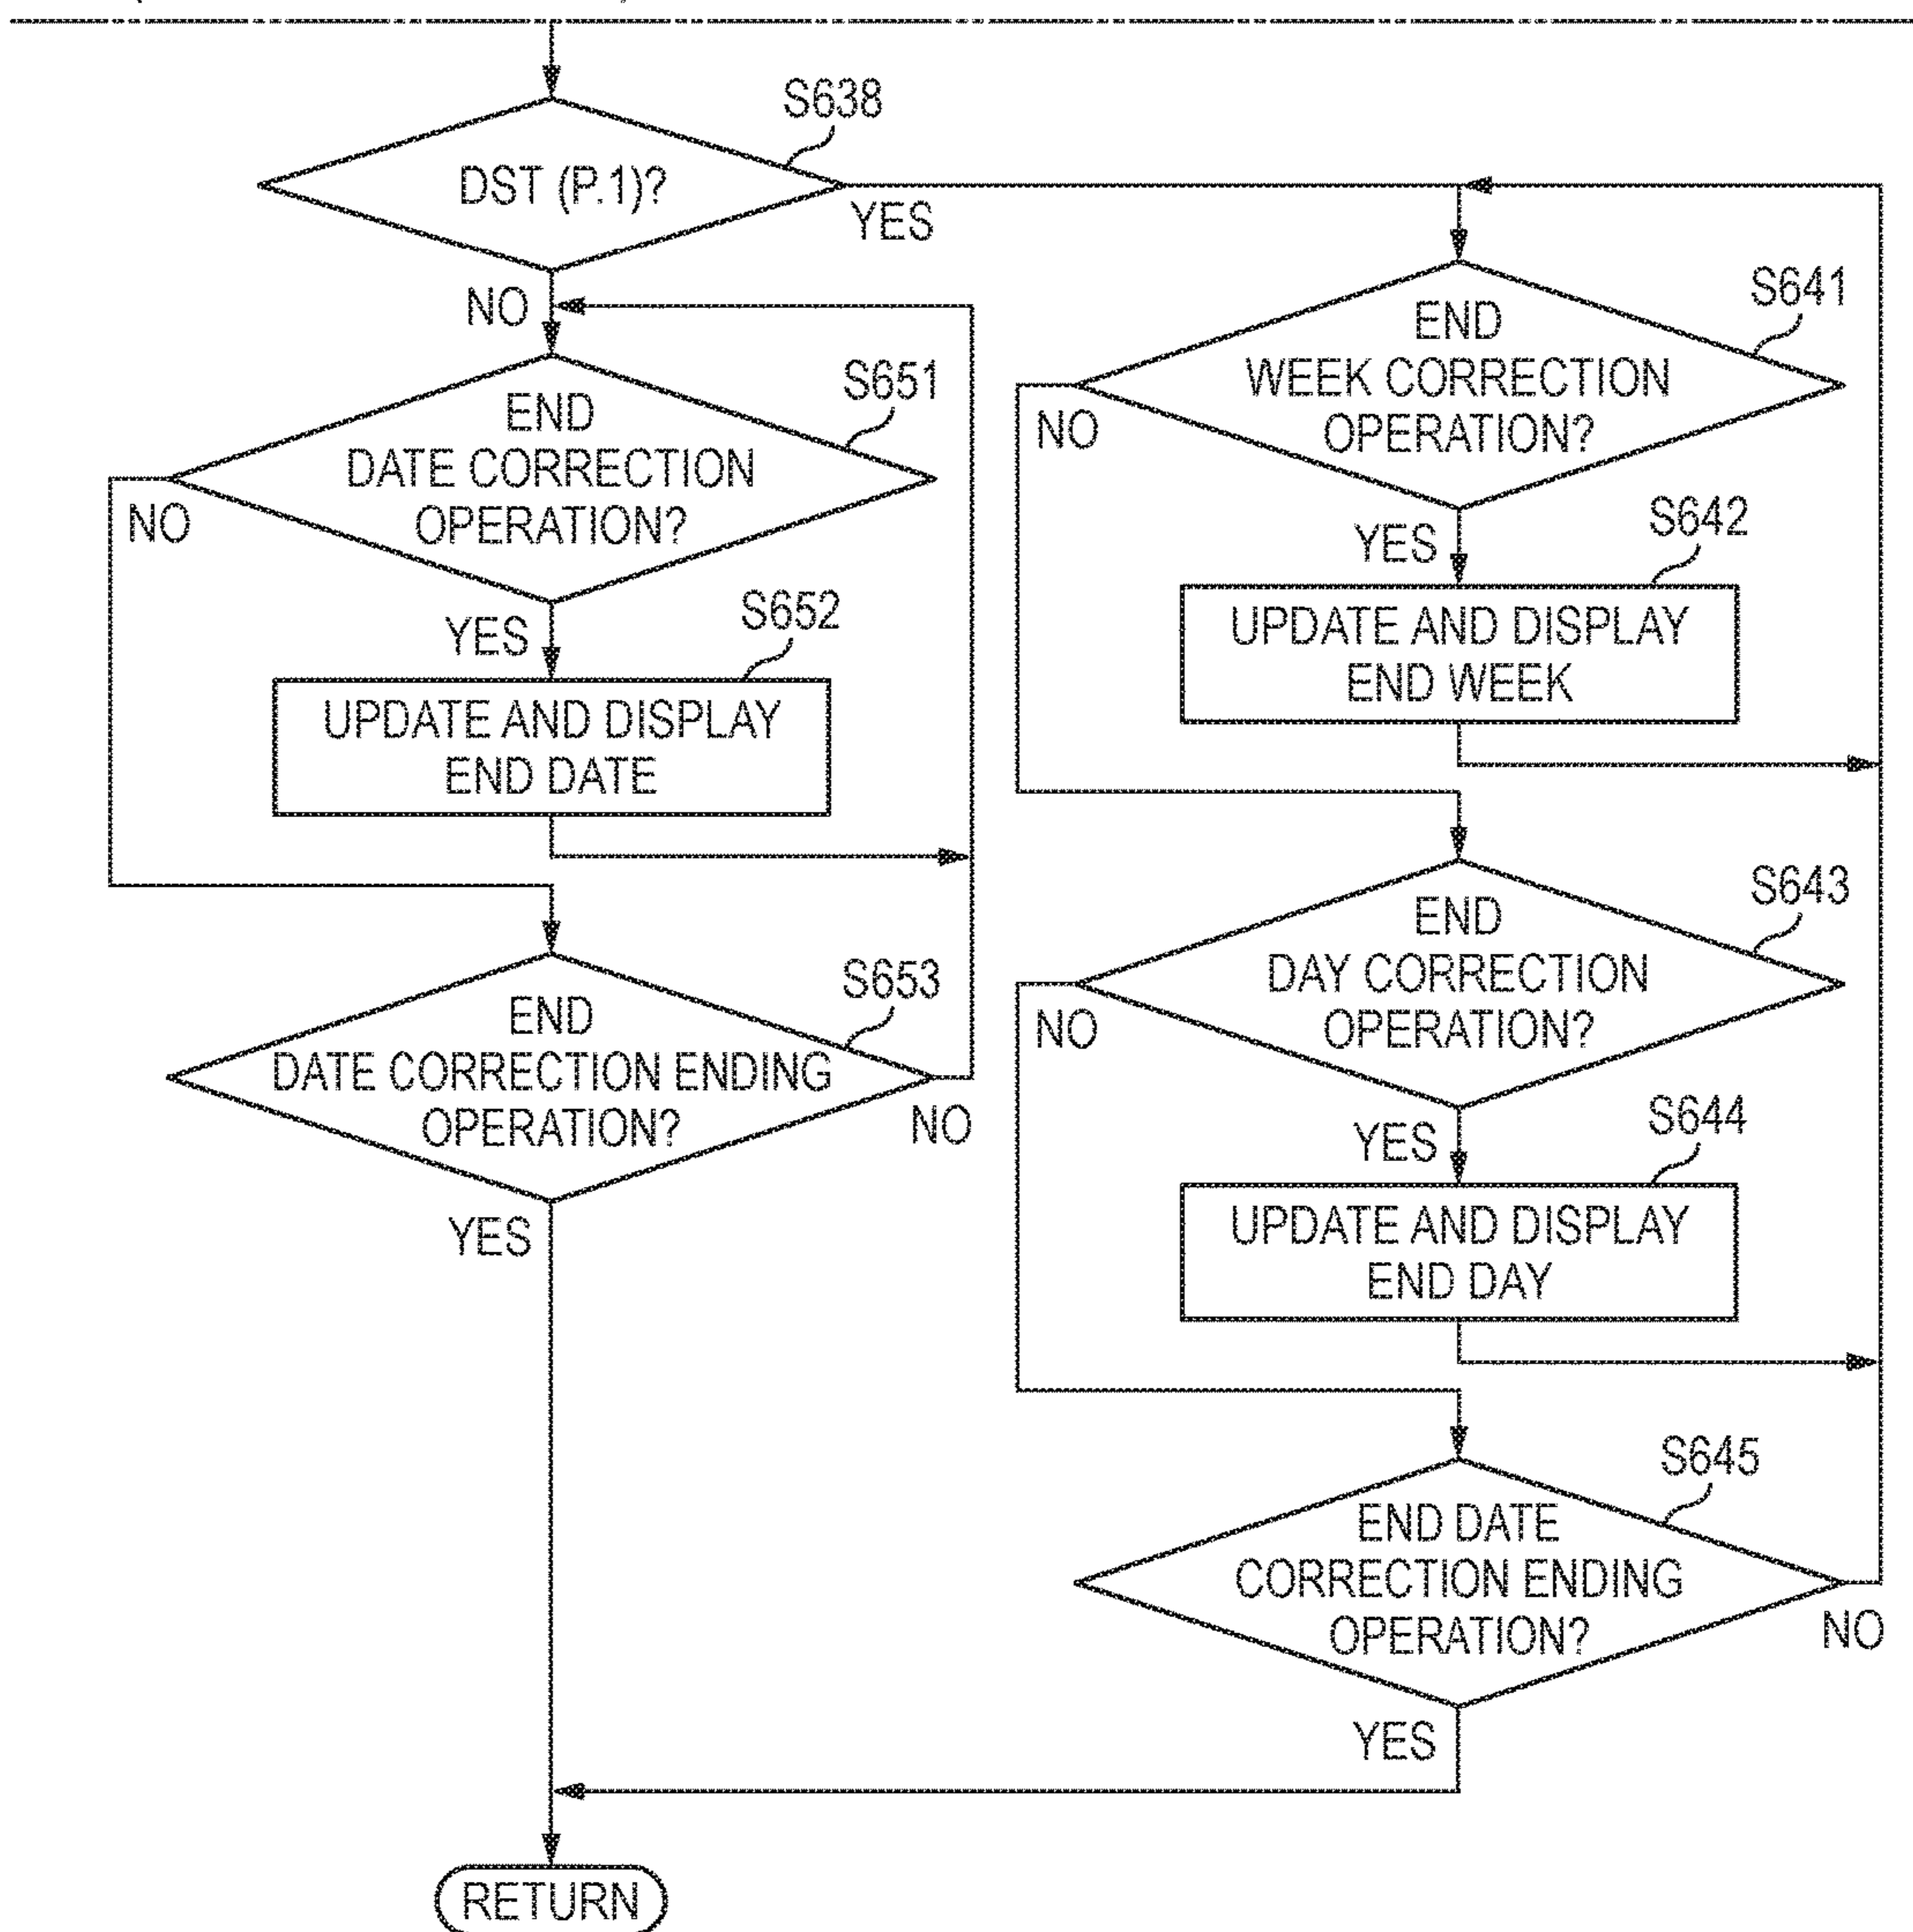 S638
DST (P.1)?
YES
NO
S641
END
WEEK CORRECTION
OPERATION?
NO
YES
S642
UPDATE AND DISPLAY
END WEEK
S651
END
DATE CORRECTION
OPERATION?
NO
YES
S652
UPDATE AND DISPLAY
END DATE
S643
END
DAY CORRECTION
OPERATION?
NO
YES
S644
UPDATE AND DISPLAY
END DAY
S653
END
DATE CORRECTION ENDING
OPERATION?
NO
YES
S645
END DATE
CORRECTION ENDING
OPERATION?
NO
YES
RETURN